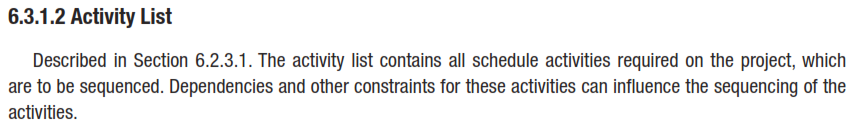 6.3.1.2 Activity List
Described in Section 6.2.3.1. The activity list contains all schedule activities required on the project, which
are to be sequenced. Dependencies and other constraints for these activities can influence the sequencing of the
activities.